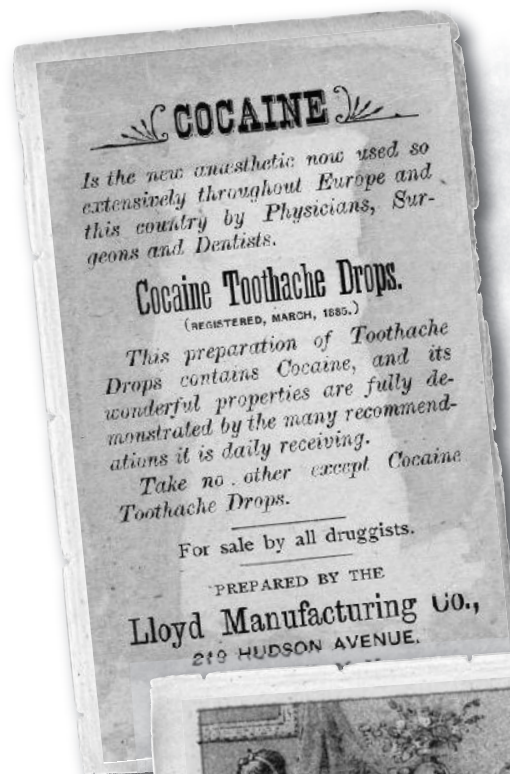 COCAINE
Is the new anæsthetic now used so
extensively throughout Europe and
this country by Physicians, Sur-
geons and Dentists.
Cocaine Toothache Drops.
(REGISTERED, MARCH, 1885.)
This preparation of Toothache
Drops contains Cocaine, and its
wonderful properties are fully de-
monstrated by the many recommend-
ations it is daily receiving.
Take no other except Cocaine
Toothache Drops.
For sale by all druggists.
PREPARED BY THE
Lloyd Manufacturing Co.,
219 HUDSON AVENUE.